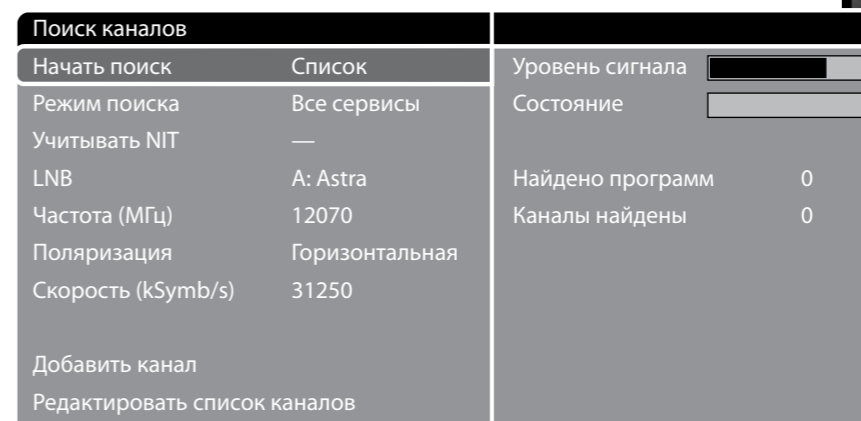 Поиск каналов
Начать поиск Список
Режим поиска Все сервисы
Учитывать NIT —
LNB A: Astra
Частота (МГц) 12070
Поляризация Горизонтальная
Скорость (kSymb/s) 31250
Добавить канал
Редактировать список каналов
Уровень сигнала
Состояние
Найдено программ 0
Каналы найдены 0